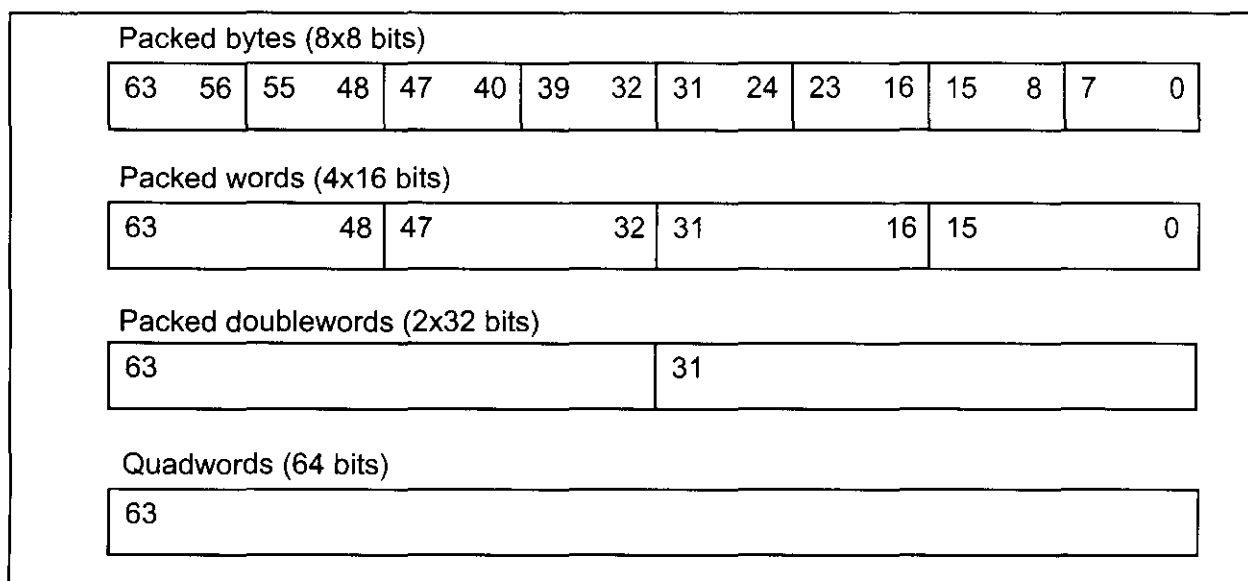 Packed bytes (8x8 bits)
63 56 55 48 47 40 39 32 31 24 23 16 15 8 7 0
Packed words (4x16 bits)
63 48 47 32 31 16 15 0
Packed doublewords (2x32 bits)
63 31
Quadwords (64 bits)
63